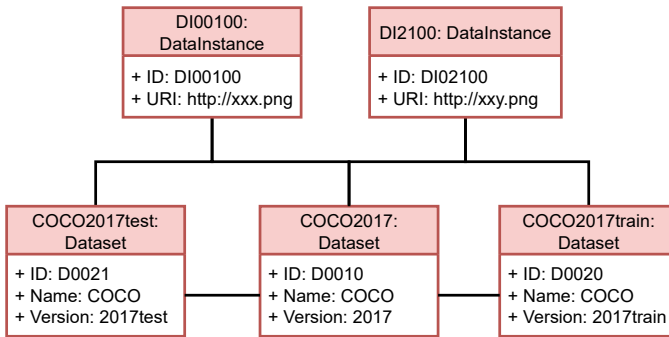 DI00100:
DataInstance
+ ID: DI00100
+ URI: http://xxx.png
DI2100: DataInstance
+ ID: DI02100
+ URI: http://xxy.png
COCO2017test:
Dataset
+ ID: D0021
+ Name: COCO
+ Version: 2017test
COCO2017:
Dataset
+ ID: D0010
+ Name: COCO
+ Version: 2017
COCO2017train:
Dataset
+ ID: D0020
+ Name: COCO
+ Version: 2017train